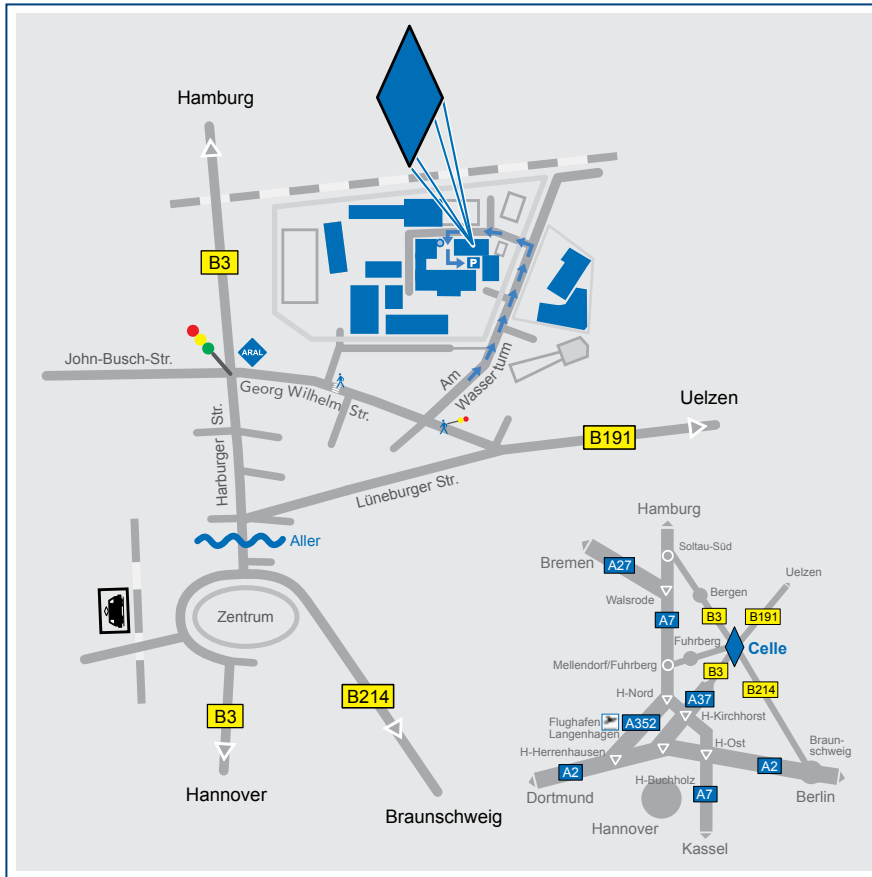 Hamburg
B3
ARAL
John-Busch-Str.
Georg Wilhelm Str.
Am
Wasserturm
P
Uelzen
B191
Harburger Str.
Lüneburger Str.
Aller
Zentrum
B3
B214
Hannover
Braunschweig
Hamburg
Soltau-Süd
Bremen
A27
Uelzen
Walsrode
Bergen
A7
B3
B191
Fuhrberg
Celle
Mellendorf/Fuhrberg
B3
B214
H-Nord
A37
Flughafen
Langenhagen
A352
H-Kirchhorst
H-Herrenhausen
H-Ost
Braun-
schweig
A2
H-Buchholz
A2
Dortmund
A7
Berlin
Hannover
Kassel